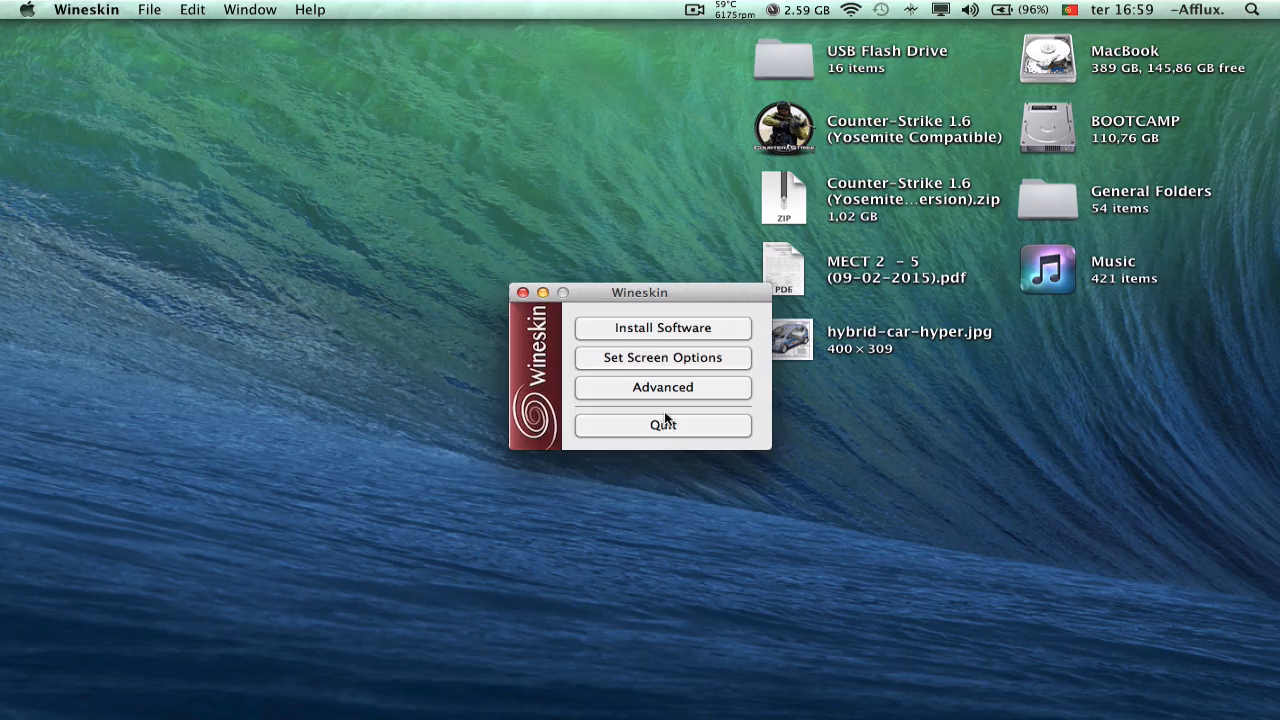 Wineskin File Edit Window Help
59°C
6175rpm
2.59 GB
(96%)
ter 16:59
~Afflux.
USB Flash Drive
16 items
MacBook
389 GB, 145,86 GB free
Counter-Strike 1.6
(Yosemite Compatible)
COUNTER STRIKE
BOOTCAMP
110,76 GB
Counter-Strike 1.6
(Yosemite...ersion).zip
1,02 GB
ZIP
General Folders
54 items
MECT 2 - 5
(09-02-2015).pdf
PDF
Music
421 items
hybrid-car-hyper.jpg
400 × 309
Wineskin
Wineskin
Install Software
Set Screen Options
Advanced
Quit